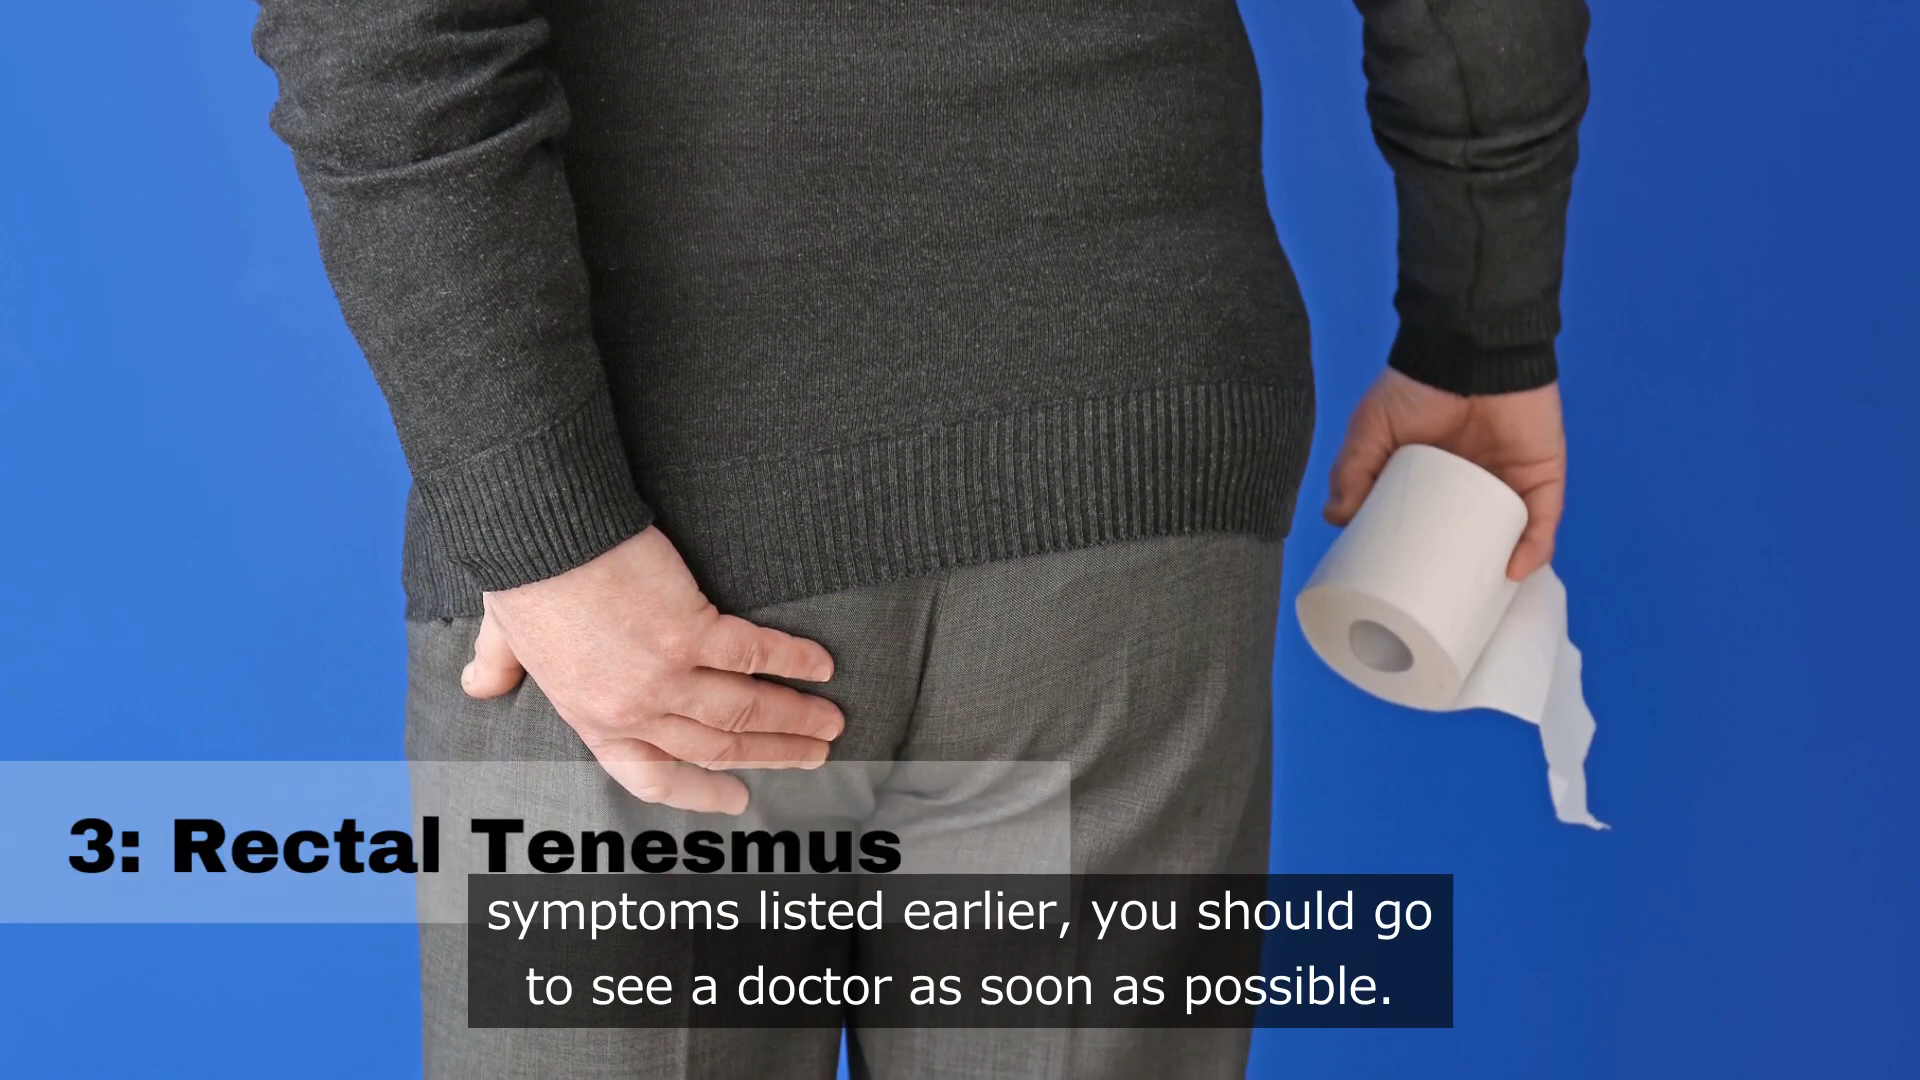 3: Rectal Tenesmus
symptoms listed earlier, you should go
to see a doctor as soon as possible.